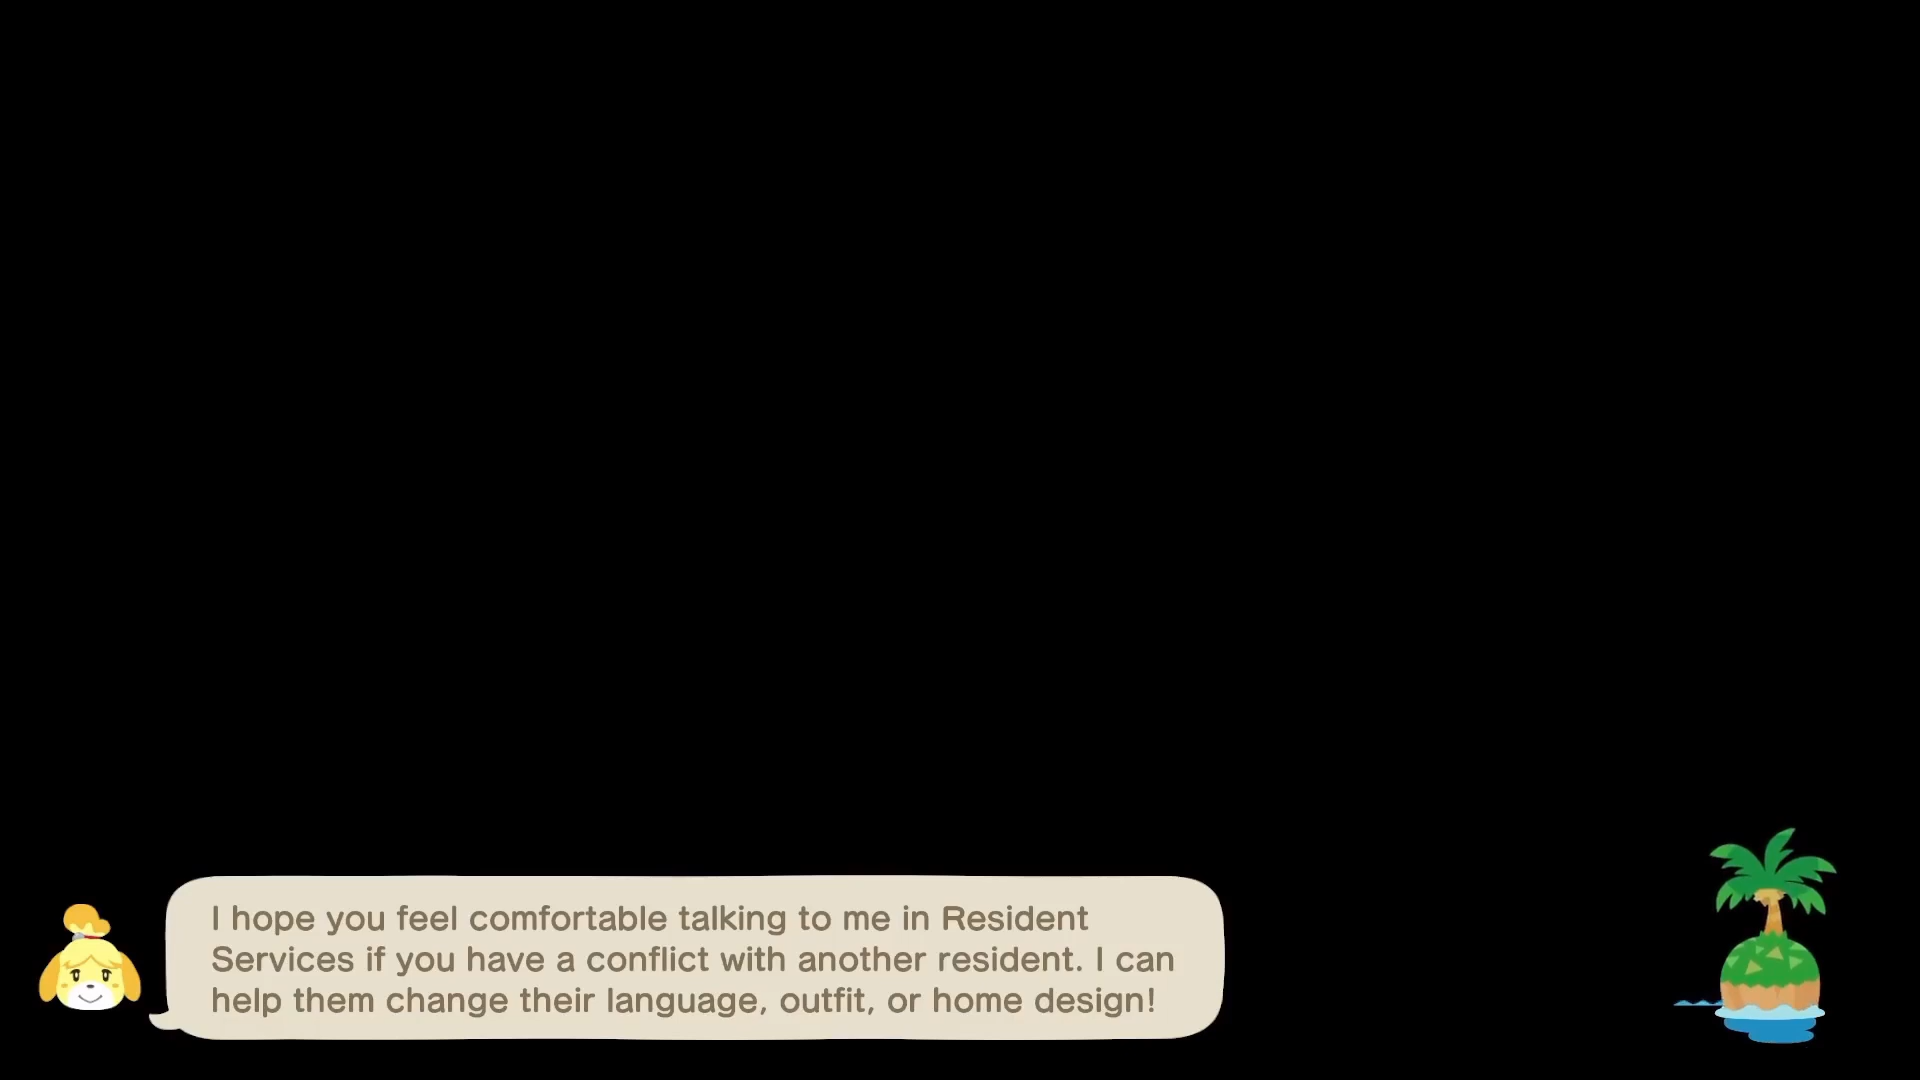 I hope you feel comfortable talking to me in Resident
Services if you have a conflict with another resident. I can
help them change their language, outfit, or home design!